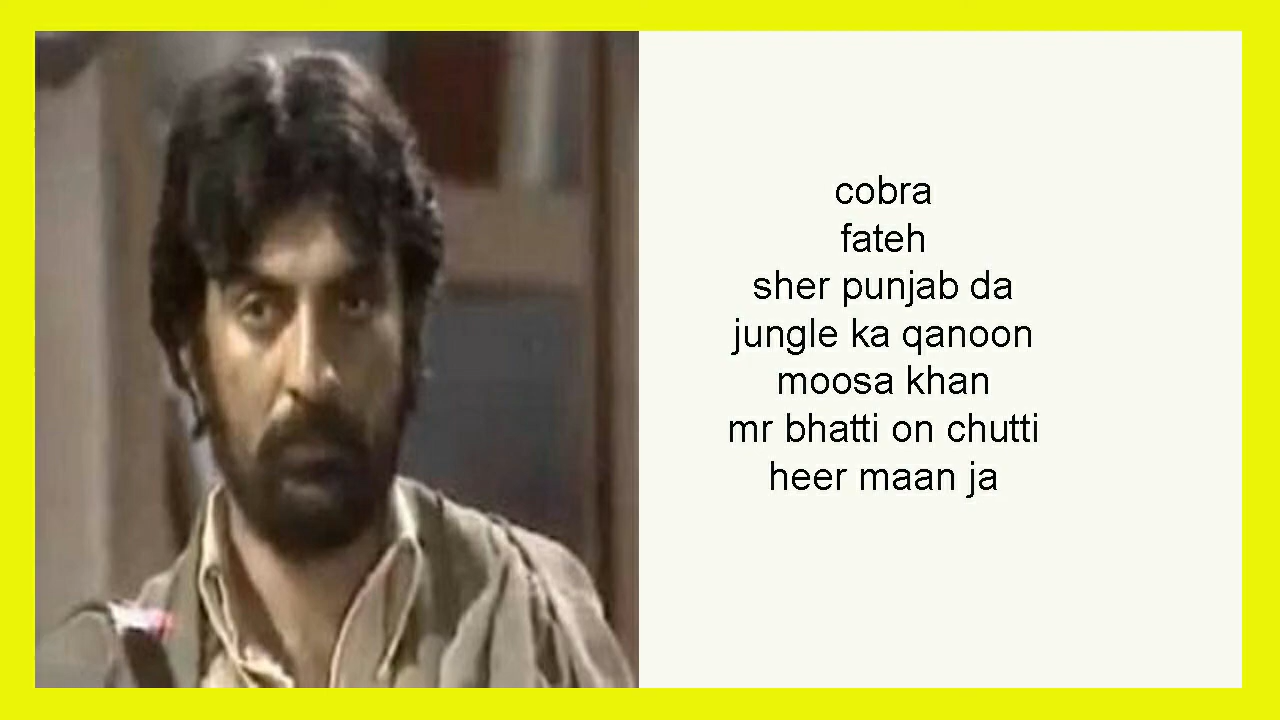 cobra
fateh
sher punjab da
jungle ka qanoon
moosa khan
mr bhatti on chutti
heer maan ja